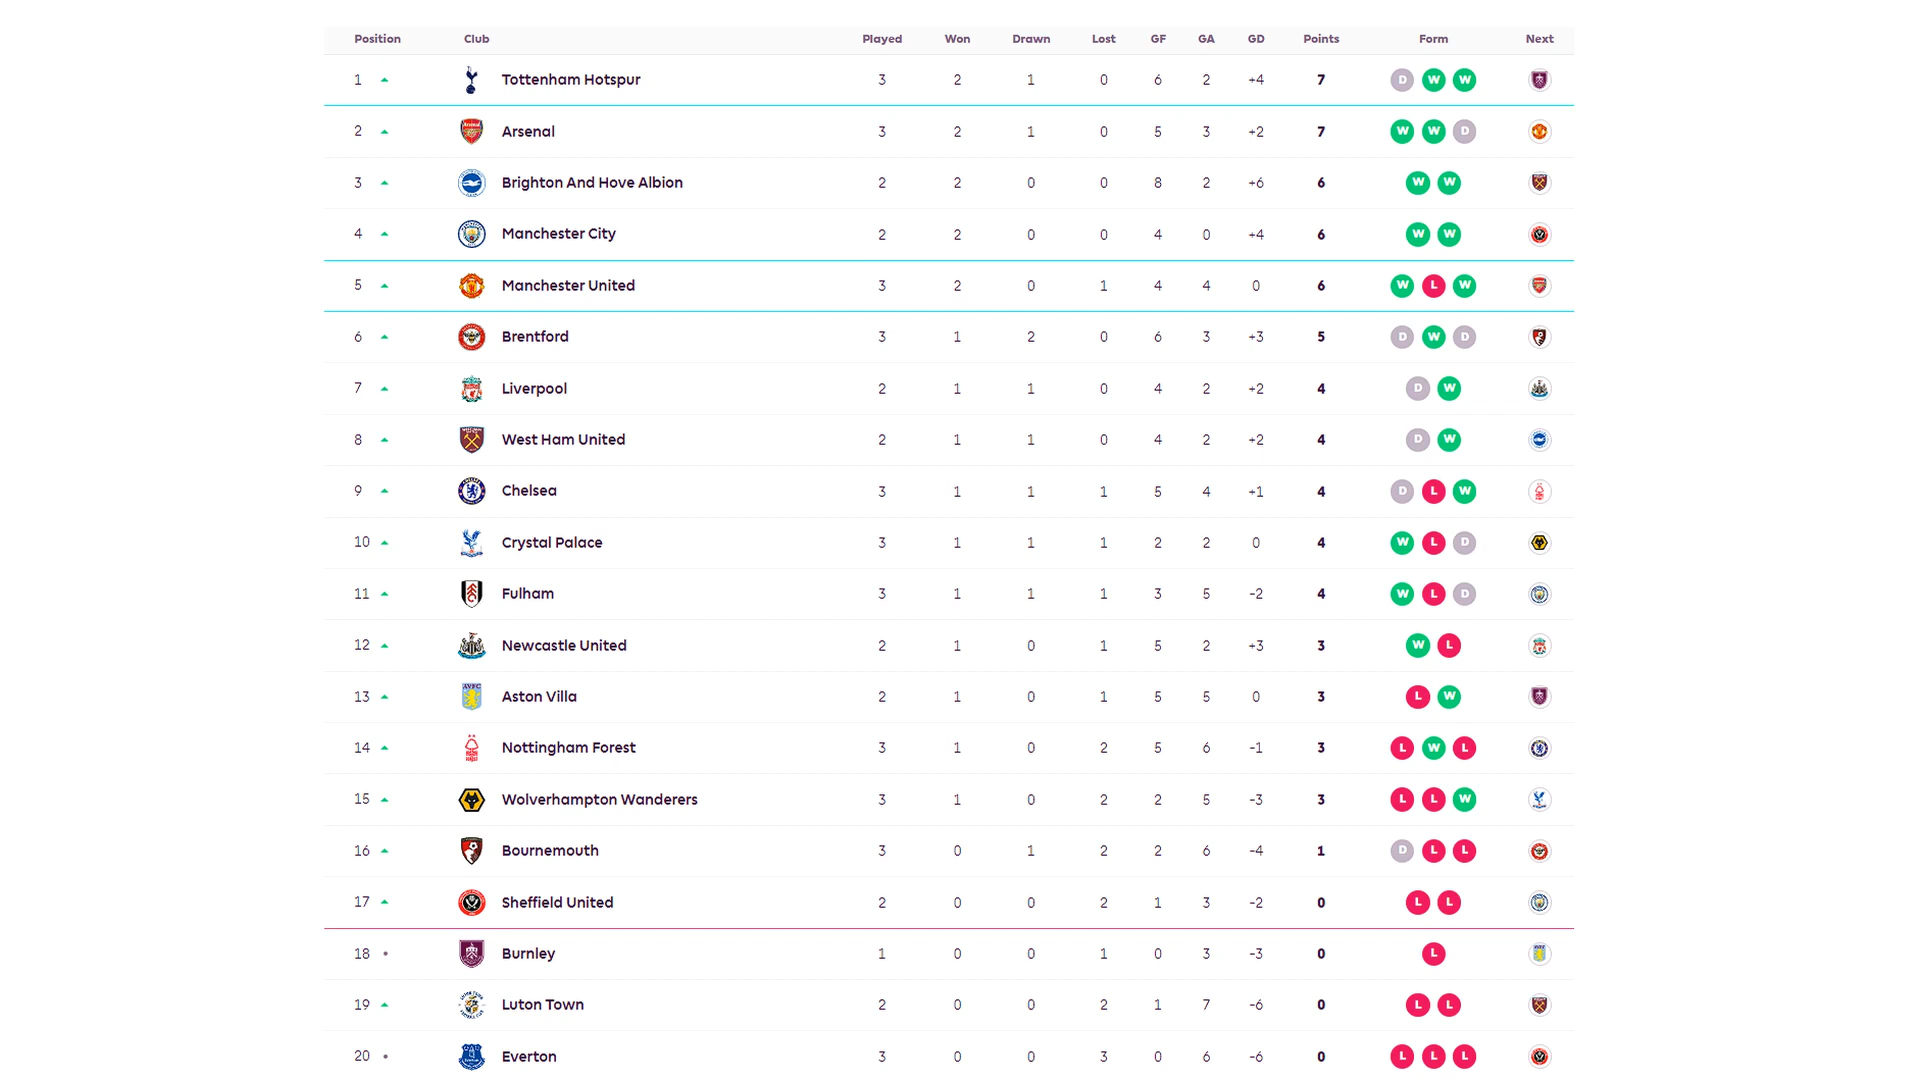 Position Club Played Won Drawn Lost GF GA GD Points Form Next
1 Tottenham Hotspur 3 2 1 0 6 2 +4 7 D W W
2 Arsenal 3 2 1 0 5 3 +2 7 W W D
3 Brighton And Hove Albion 2 2 0 0 8 2 +6 6 W W
4 Manchester City 2 2 0 0 4 0 +4 6 W W
5 Manchester United 3 2 0 1 4 4 0 6 W L W
6 Brentford 3 1 2 0 6 3 +3 5 D W D
7 Liverpool 2 1 1 0 4 2 +2 4 D W
8 West Ham United 2 1 1 0 4 2 +2 4 D W
9 Chelsea 3 1 1 1 5 4 +1 4 D L W
10 Crystal Palace 3 1 1 1 2 2 0 4 W L D
11 Fulham 3 1 1 1 3 5 -2 4 W L D
12 Newcastle United 2 1 0 1 5 2 +3 3 W L
13 Aston Villa 2 1 0 1 5 5 0 3 L W
14 Nottingham Forest 3 1 0 2 5 6 -1 3 L W L
15 Wolverhampton Wanderers 3 1 0 2 2 5 -3 3 L L W
16 Bournemouth 3 0 1 2 2 6 -4 1 D L L
17 Sheffield United 2 0 0 2 1 3 -2 0 L L
18 Burnley 1 0 0 1 0 3 -3 0 L
19 Luton Town 2 0 0 2 1 7 -6 0 L L
20 Everton 3 0 0 3 0 6 -6 0 L L L